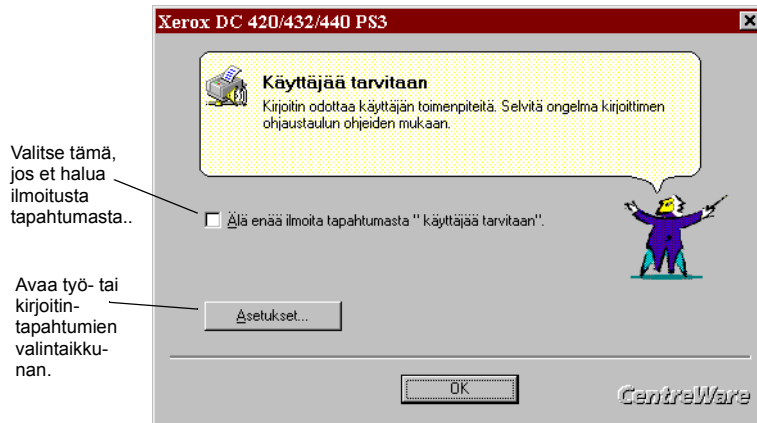 Xerox DC 420/432/440 PS3
Käyttäjää tarvitaan
Kirjoitin odottaa käyttäjän toimenpiteitä. Selvitä ongelma kirjoittimen
ohjaustaulun ohjeiden mukaan.
Valitse tämä,
jos et halua
ilmoitusta
tapahtumasta..
Älä enää ilmoita tapahtumasta " käyttäjää tarvitaan".
Avaa työ- tai
kirjoitin-
tapahtumien
valintaikku-
nan.
Asetukset...
OK
CentreWare